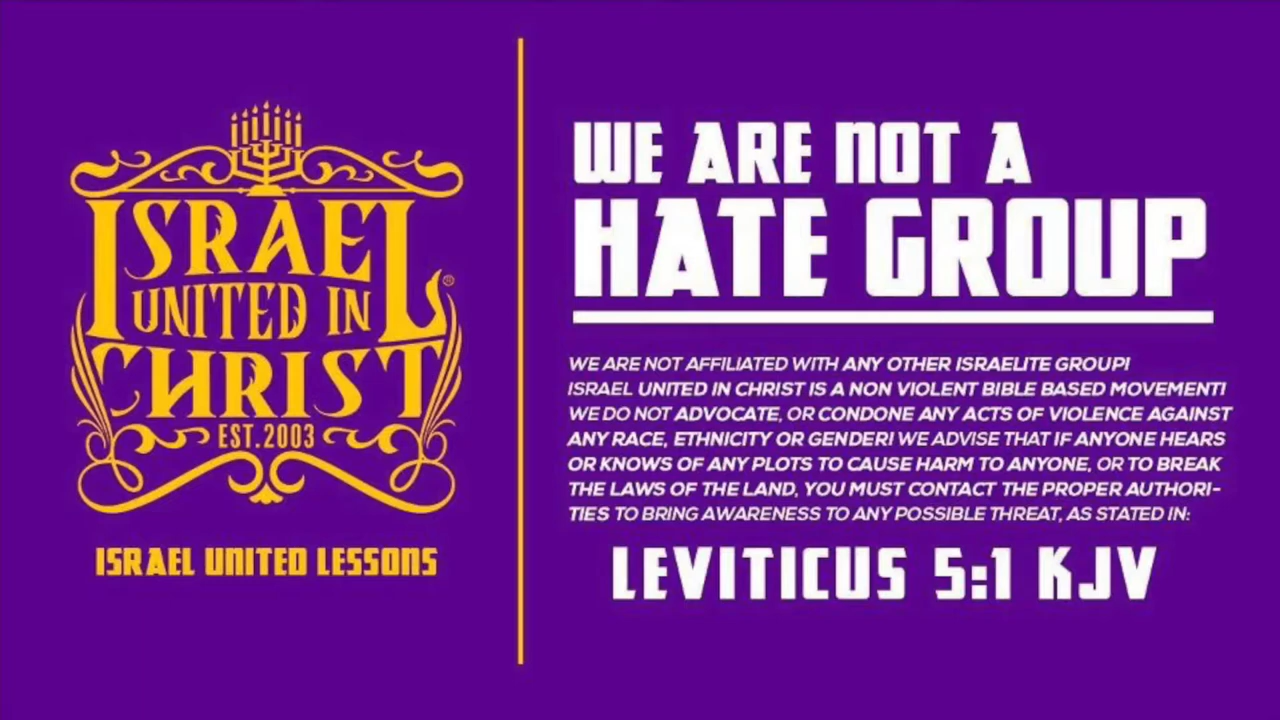 ISRAEL
UNITED IN
CHRIST
®
EST.2003
ISRAEL UNITED LESSONS
WE ARE NOT A
HATE GROUP
WE ARE NOT AFFILIATED WITH ANY OTHER ISRAELITE GROUP!
ISRAEL UNITED IN CHRIST IS A NON VIOLENT BIBLE BASED MOVEMENT!
WE DO NOT ADVOCATE, OR CONDONE ANY ACTS OF VIOLENCE AGAINST
ANY RACE, ETHNICITY OR GENDER! WE ADVISE THAT IF ANYONE HEARS
OR KNOWS OF ANY PLOTS TO CAUSE HARM TO ANYONE, OR TO BREAK
THE LAWS OF THE LAND, YOU MUST CONTACT THE PROPER AUTHORI-
TIES TO BRING AWARENESS TO ANY POSSIBLE THREAT, AS STATED IN:
LEVITICUS 5:1 KJV